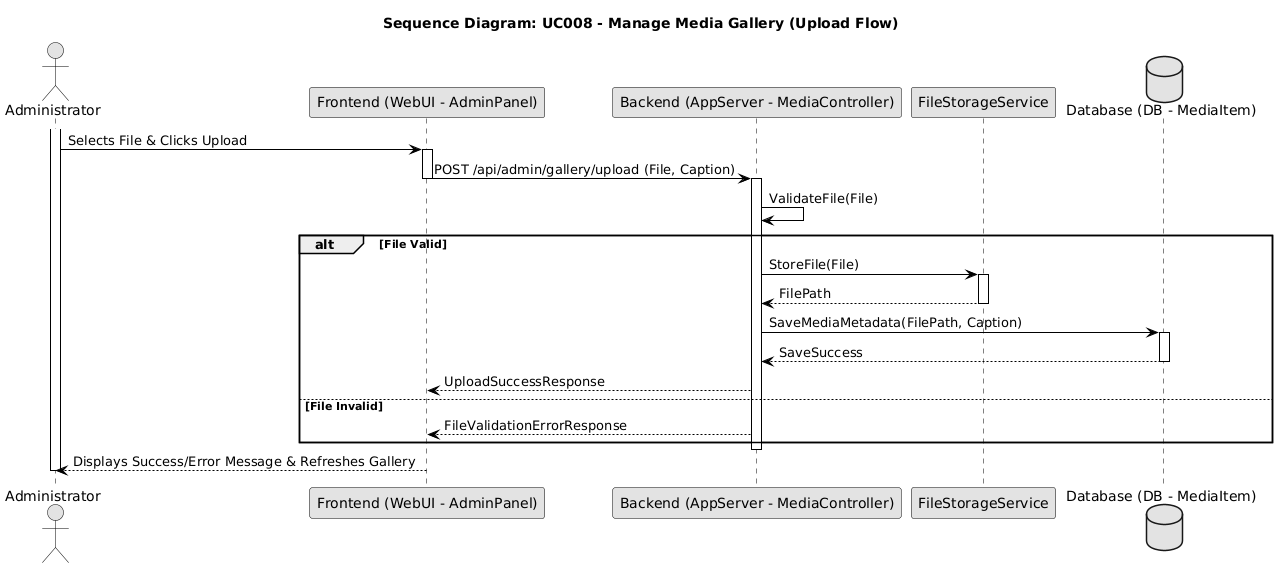 Sequence Diagram: UC008 - Manage Media Gallery (Upload Flow)
Administrator
Frontend (WebUI - AdminPanel)
Backend (AppServer - MediaController)
FileStorageService
Database (DB - MediaItem)
Selects File & Clicks Upload
POST /api/admin/gallery/upload (File, Caption)
ValidateFile(File)
alt [File Valid]
StoreFile(File)
FilePath
SaveMediaMetadata(FilePath, Caption)
SaveSuccess
UploadSuccessResponse
[File Invalid]
FileValidationErrorResponse
Displays Success/Error Message & Refreshes Gallery
Administrator
Frontend (WebUI - AdminPanel)
Backend (AppServer - MediaController)
FileStorageService
Database (DB - MediaItem)